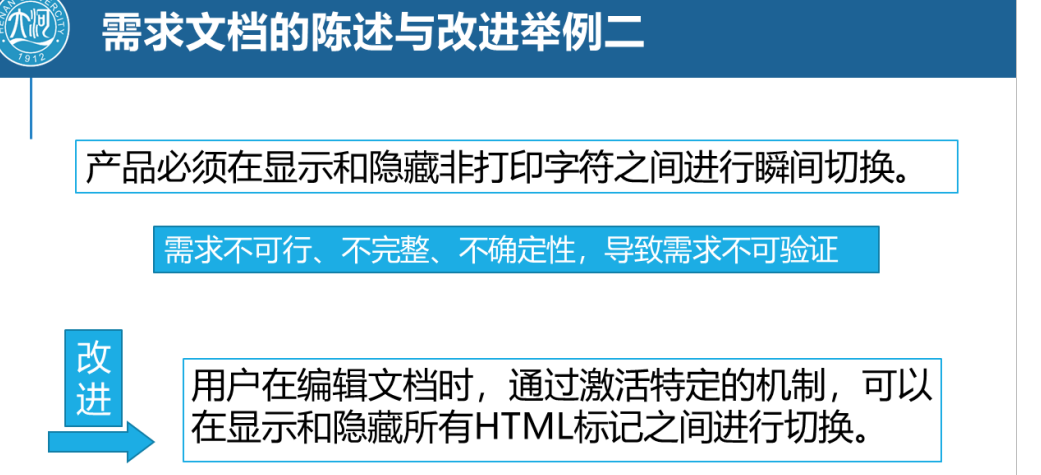 需求文档的陈述与改进举例二
1912
产品必须在显示和隐藏非打印字符之间进行瞬间切换。
需求不可行、不完整、不确定性，导致需求不可验证
改
进
用户在编辑文档时，通过激活特定的机制，可以
在显示和隐藏所有HTML标记之间进行切换。